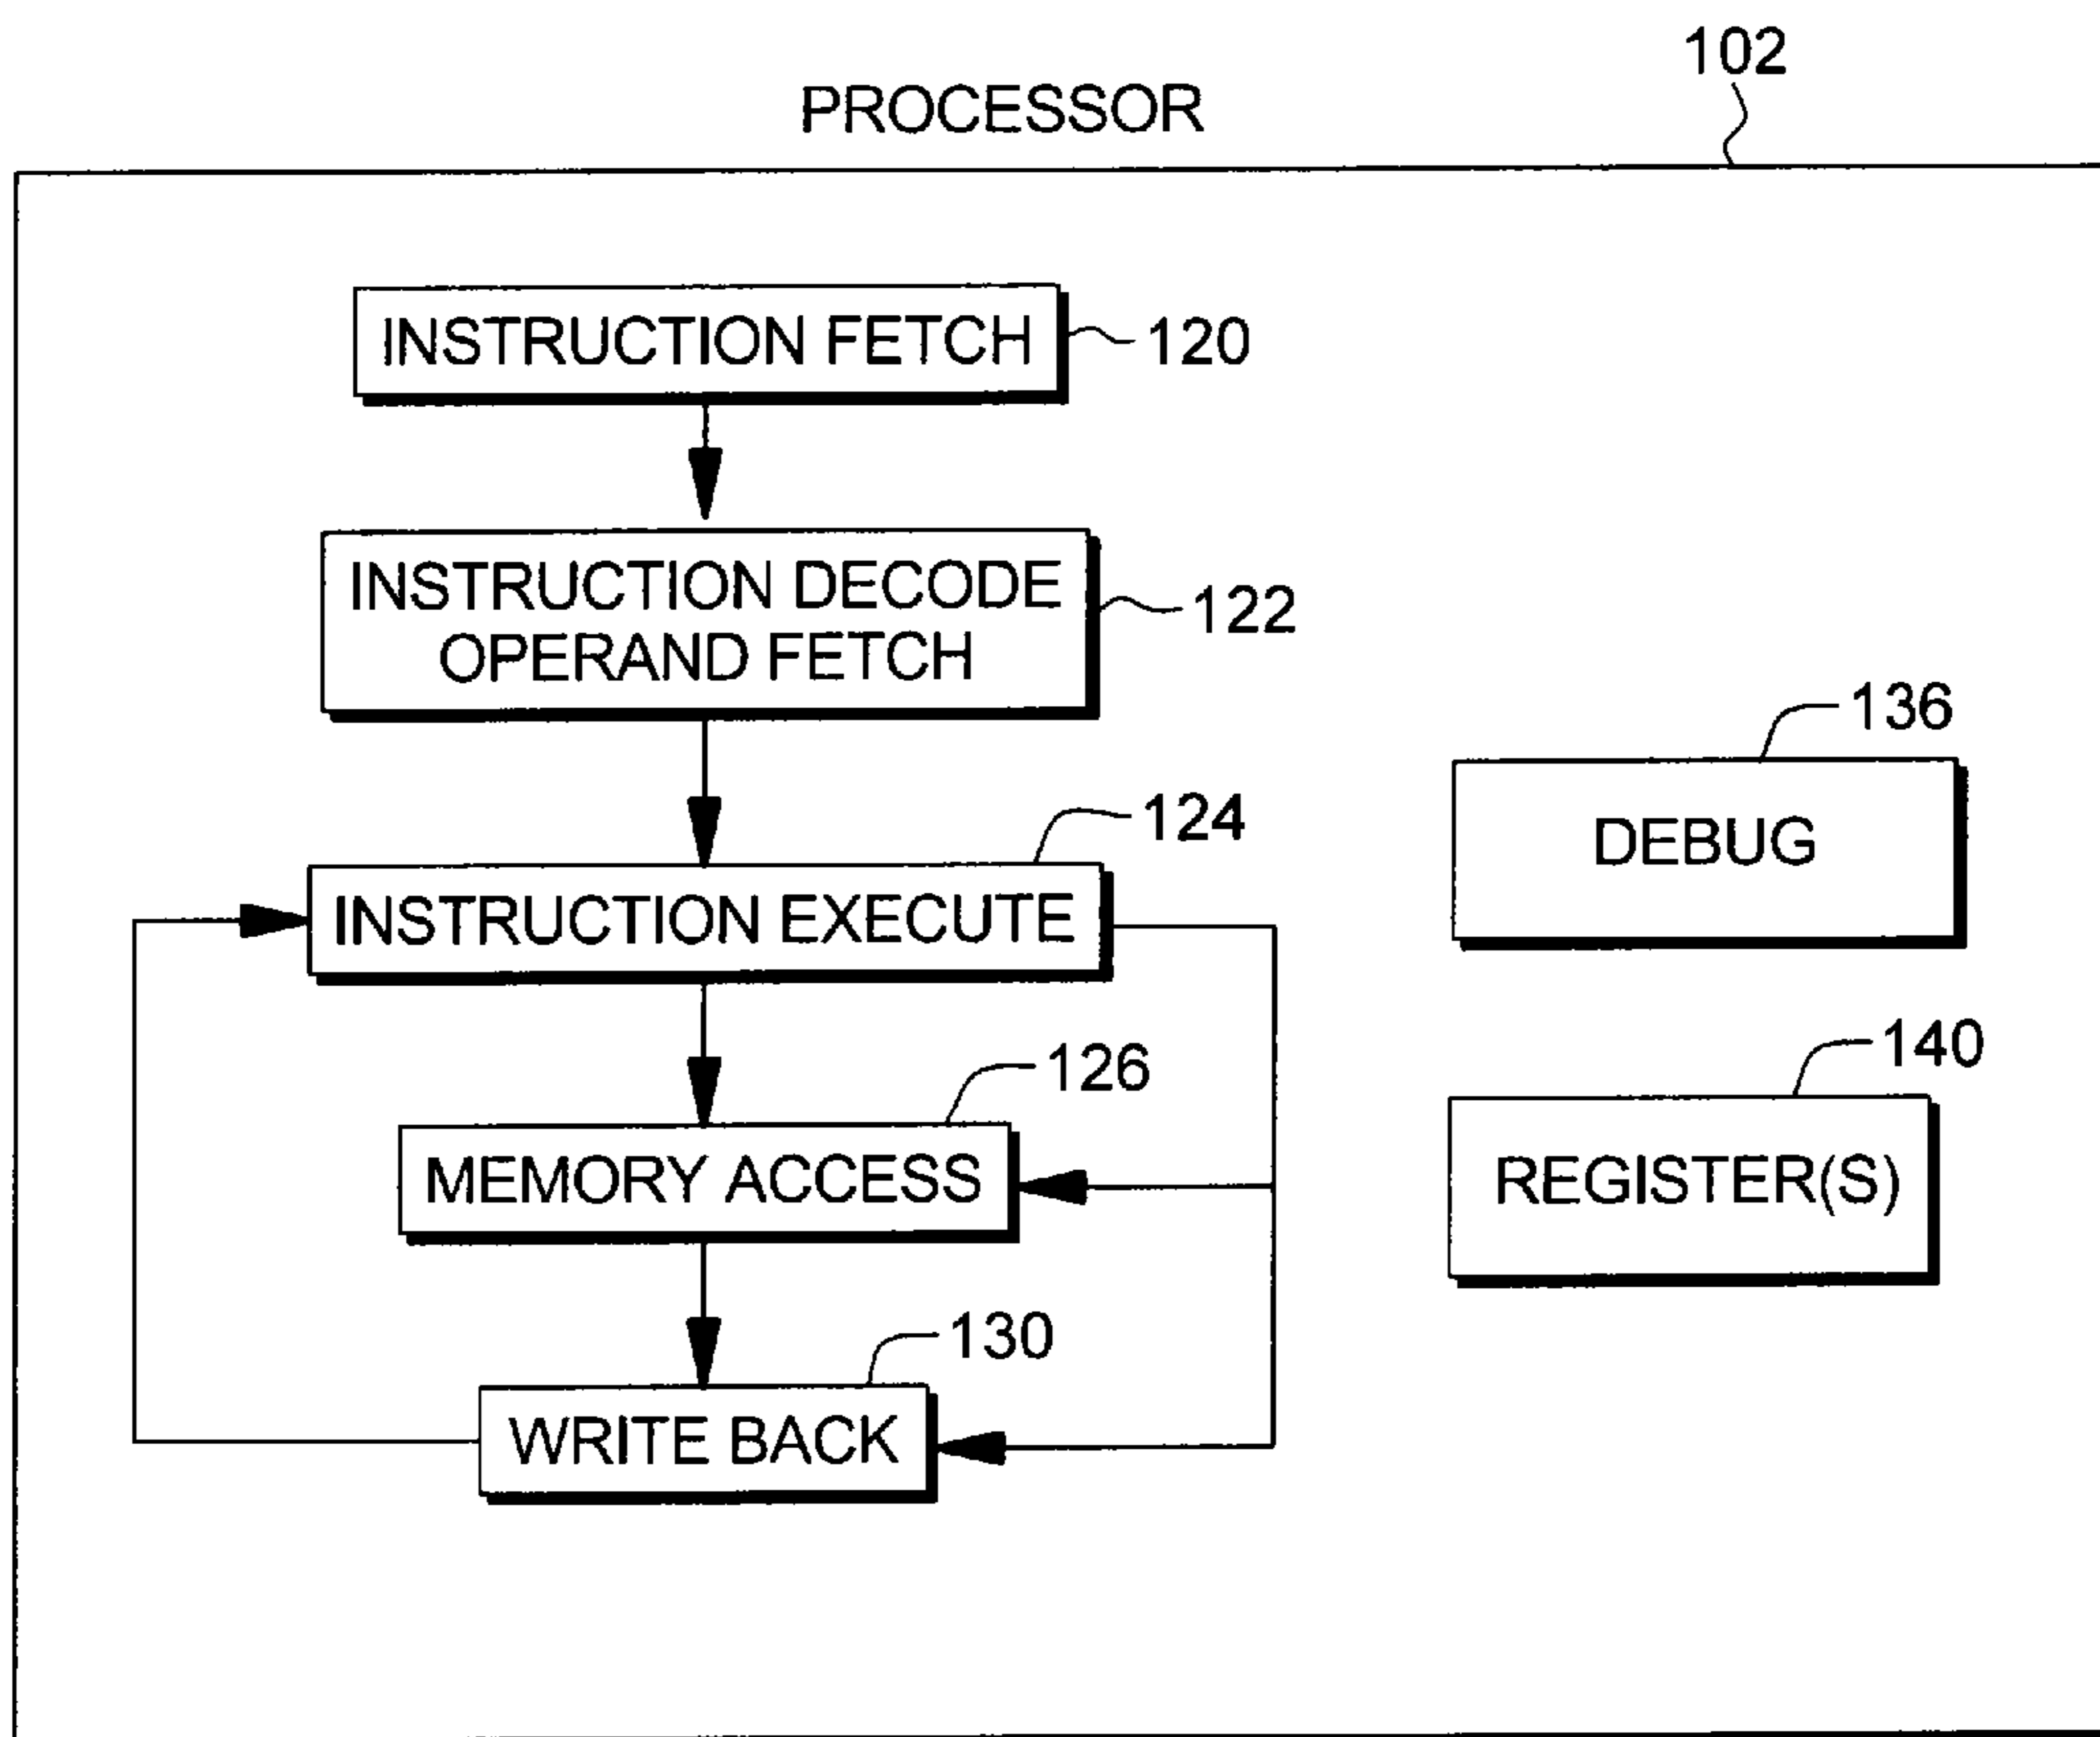 102
PROCESSOR
INSTRUCTION FETCH
120
INSTRUCTION DECODE
OPERAND FETCH
122
136
DEBUG
124
INSTRUCTION EXECUTE
140
REGISTER(S)
126
MEMORY ACCESS
130
WRITE BACK